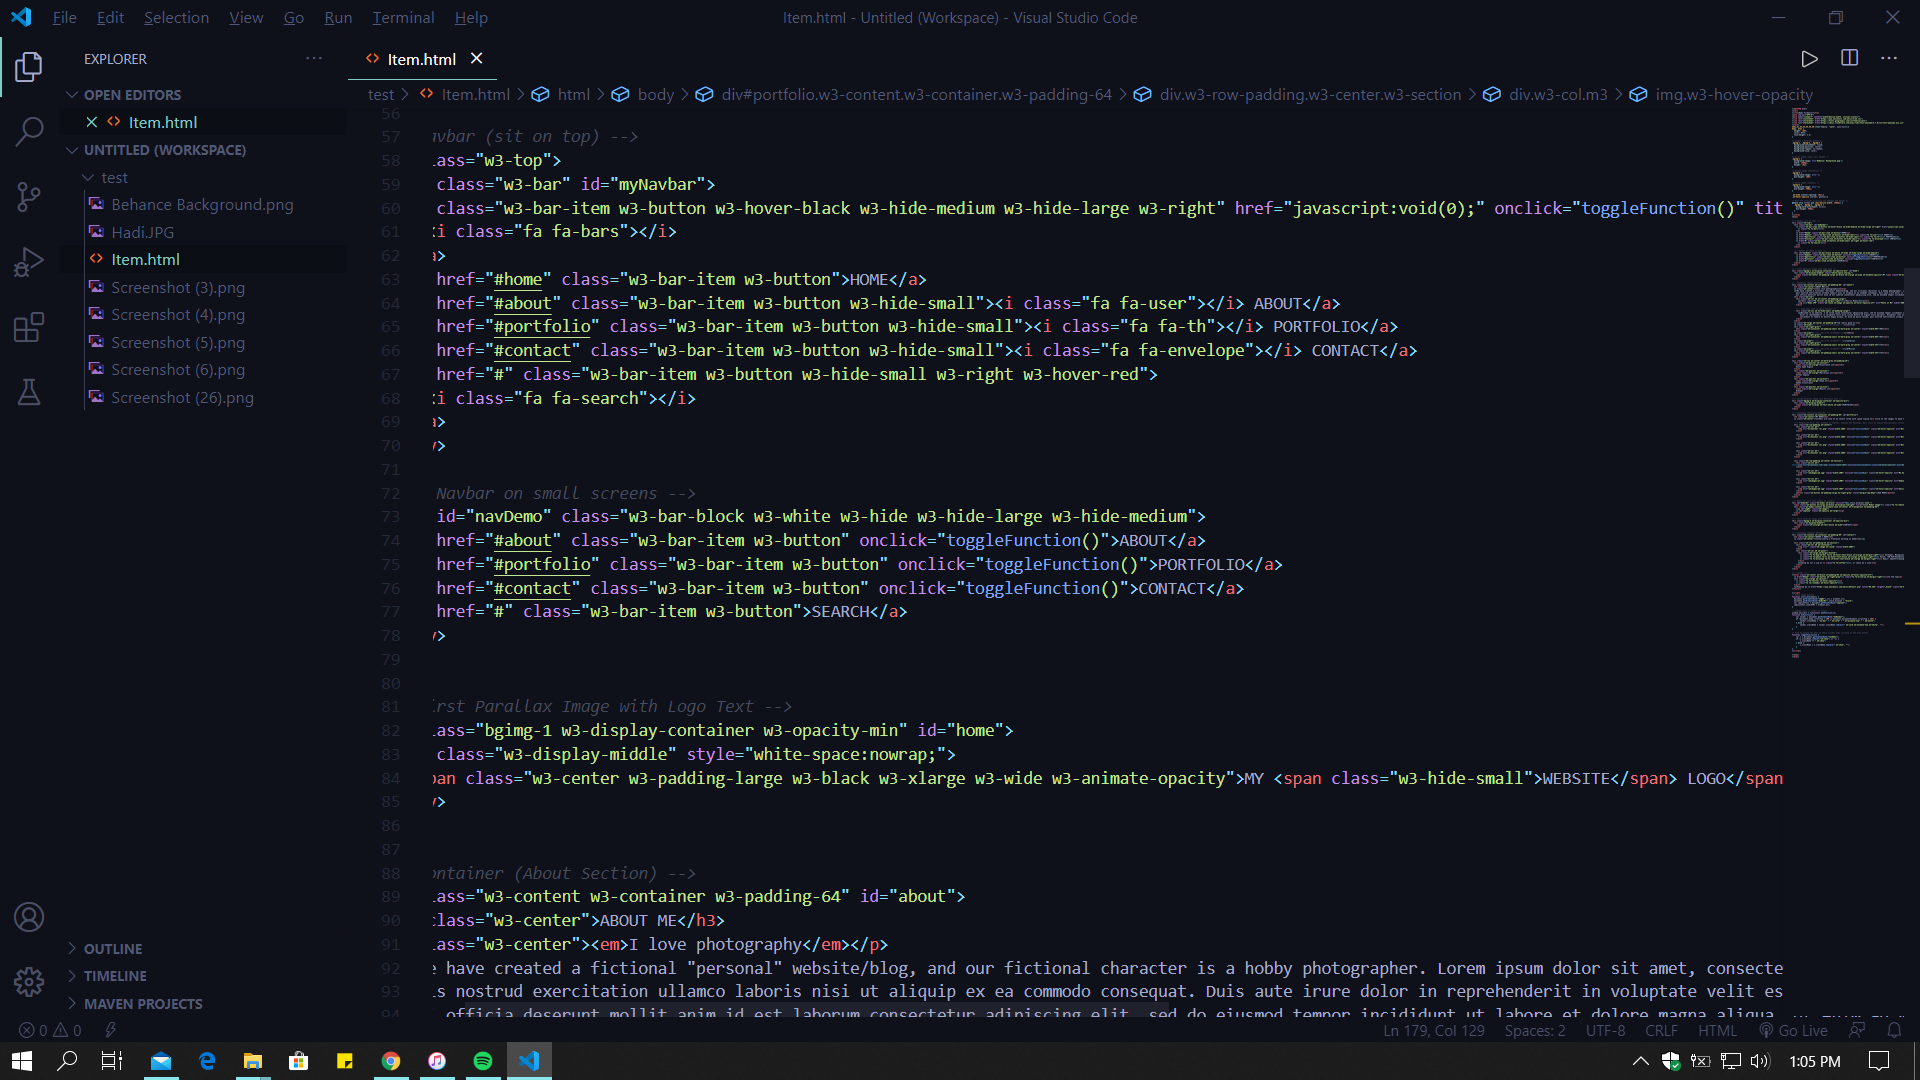 File Edit Selection View Go Run Terminal Help
Item.html - Untitled (Workspace) - Visual Studio Code
EXPLORER
OPEN EDITORS
Item.html
UNTITLED (WORKSPACE)
test
Behance Background.png
Hadi.JPG
Item.html
Screenshot (3).png
Screenshot (4).png
Screenshot (5).png
Screenshot (6).png
Screenshot (26).png
OUTLINE
TIMELINE
MAVEN PROJECTS
Item.html
test > Item.html > html > body > div#portfolio.w3-content.w3-container.w3-padding-64 > div.w3-row-padding.w3-center.w3-section > div.w3-col.m3 > img.w3-hover-opacity
56
57 vbar (sit on top) -->
58 ass="w3-top">
59 class="w3-bar" id="myNavbar">
60 class="w3-bar-item w3-button w3-hover-black w3-hide-medium w3-hide-large w3-right" href="javascript:void(0);" onclick="toggleFunction()" tit
61 i class="fa fa-bars"></i>
62 >
63 href="#home" class="w3-bar-item w3-button">HOME</a>
64 href="#about" class="w3-bar-item w3-button w3-hide-small"><i class="fa fa-user"></i> ABOUT</a>
65 href="#portfolio" class="w3-bar-item w3-button w3-hide-small"><i class="fa fa-th"></i> PORTFOLIO</a>
66 href="#contact" class="w3-bar-item w3-button w3-hide-small"><i class="fa fa-envelope"></i> CONTACT</a>
67 href="#" class="w3-bar-item w3-button w3-hide-small w3-right w3-hover-red">
68 i class="fa fa-search"></i>
69 >
70 >
71
72 Navbar on small screens -->
73 id="navDemo" class="w3-bar-block w3-white w3-hide w3-hide-large w3-hide-medium">
74 href="#about" class="w3-bar-item w3-button" onclick="toggleFunction()">ABOUT</a>
75 href="#portfolio" class="w3-bar-item w3-button" onclick="toggleFunction()">PORTFOLIO</a>
76 href="#contact" class="w3-bar-item w3-button" onclick="toggleFunction()">CONTACT</a>
77 href="#" class="w3-bar-item w3-button">SEARCH</a>
78 >
79
80
81 rst Parallax Image with Logo Text -->
82 ass="bgimg-1 w3-display-container w3-opacity-min" id="home">
83 class="w3-display-middle" style="white-space:nowrap;">
84 an class="w3-center w3-padding-large w3-black w3-xlarge w3-wide w3-animate-opacity">MY <span class="w3-hide-small">WEBSITE</span> LOGO</span
85 >
86
87
88 ntainer (About Section) -->
89 ass="w3-content w3-container w3-padding-64" id="about">
90 lass="w3-center">ABOUT ME</h3>
91 ass="w3-center"><em>I love photography</em></p>
92 e have created a fictional "personal" website/blog, and our fictional character is a hobby photographer. Lorem ipsum dolor sit amet, consecte
93 s nostrud exercitation ullamco laboris nisi ut aliquip ex ea commodo consequat. Duis aute irure dolor in reprehenderit in voluptate velit es
94 officia deserunt mollit anim id est laborum consectetur adipiscing elit, sed do eiusmod tempor incididunt ut labore et dolore magna aliqua.
0 0
Ln 179, Col 129 Spaces: 2 UTF-8 CRLF HTML Go Live
1:05 PM